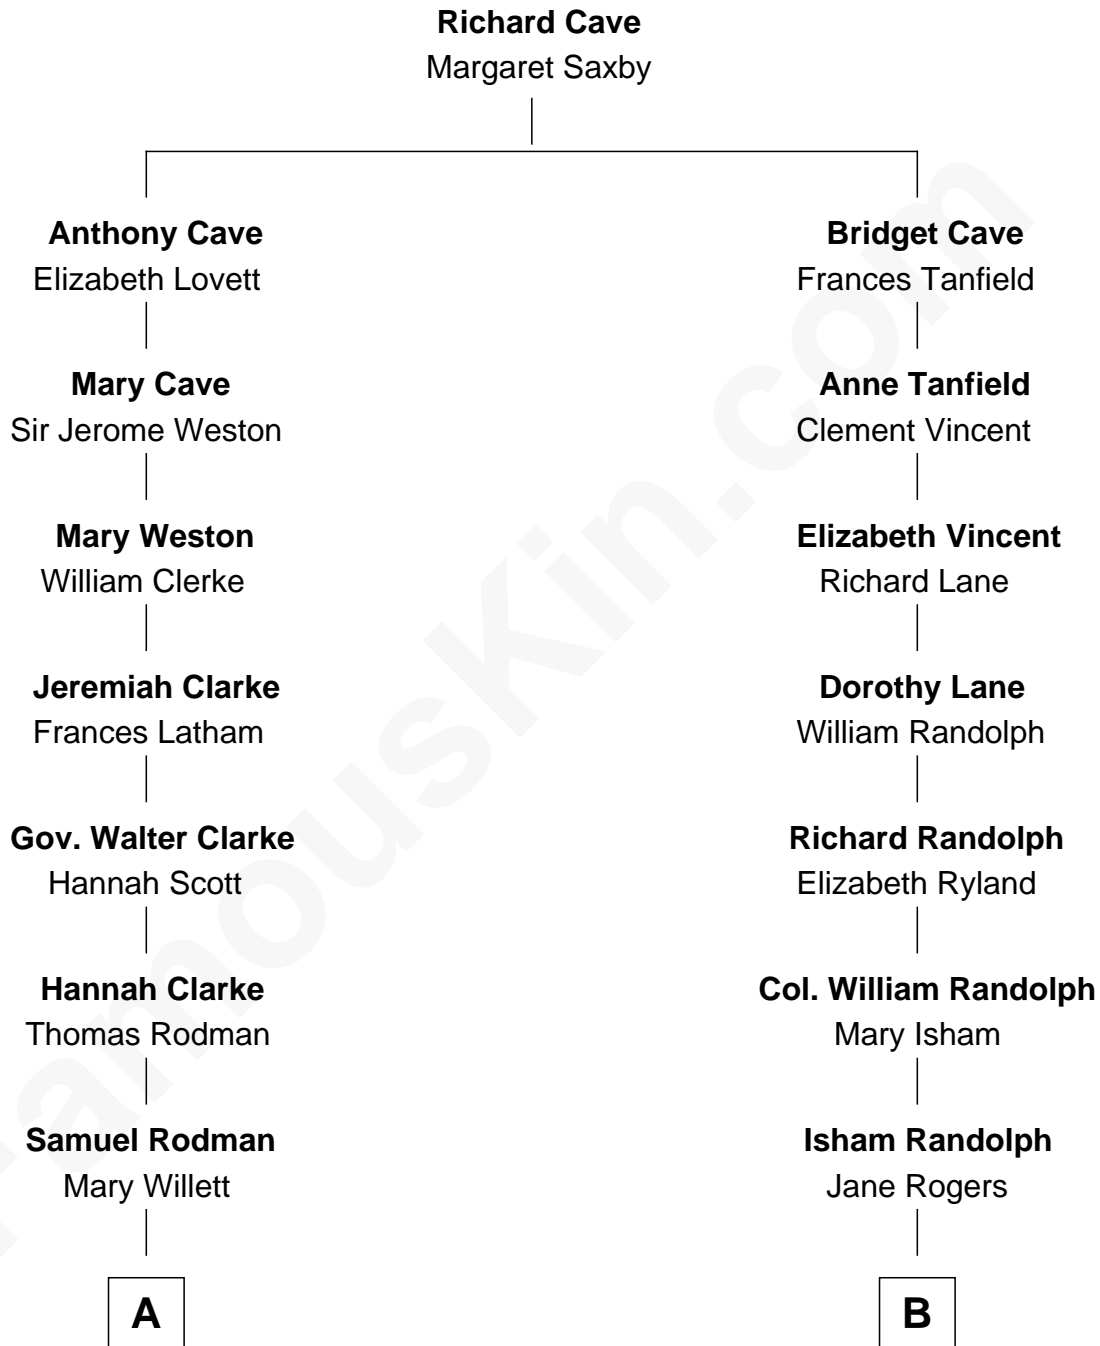 Richard Cave
Margaret Saxby
Anthony Cave
Elizabeth Lovett
Bridget Cave
Frances Tanfield
Mary Cave
Sir Jerome Weston
Anne Tanfield
Clement Vincent
Mary Weston
William Clerke
Elizabeth Vincent
Richard Lane
Jeremiah Clarke
Frances Latham
Dorothy Lane
William Randolph
Gov. Walter Clarke
Hannah Scott
Richard Randolph
Elizabeth Ryland
Hannah Clarke
Thomas Rodman
Col. William Randolph
Mary Isham
Samuel Rodman
Mary Willett
Isham Randolph
Jane Rogers
A
B
FamousKin.com